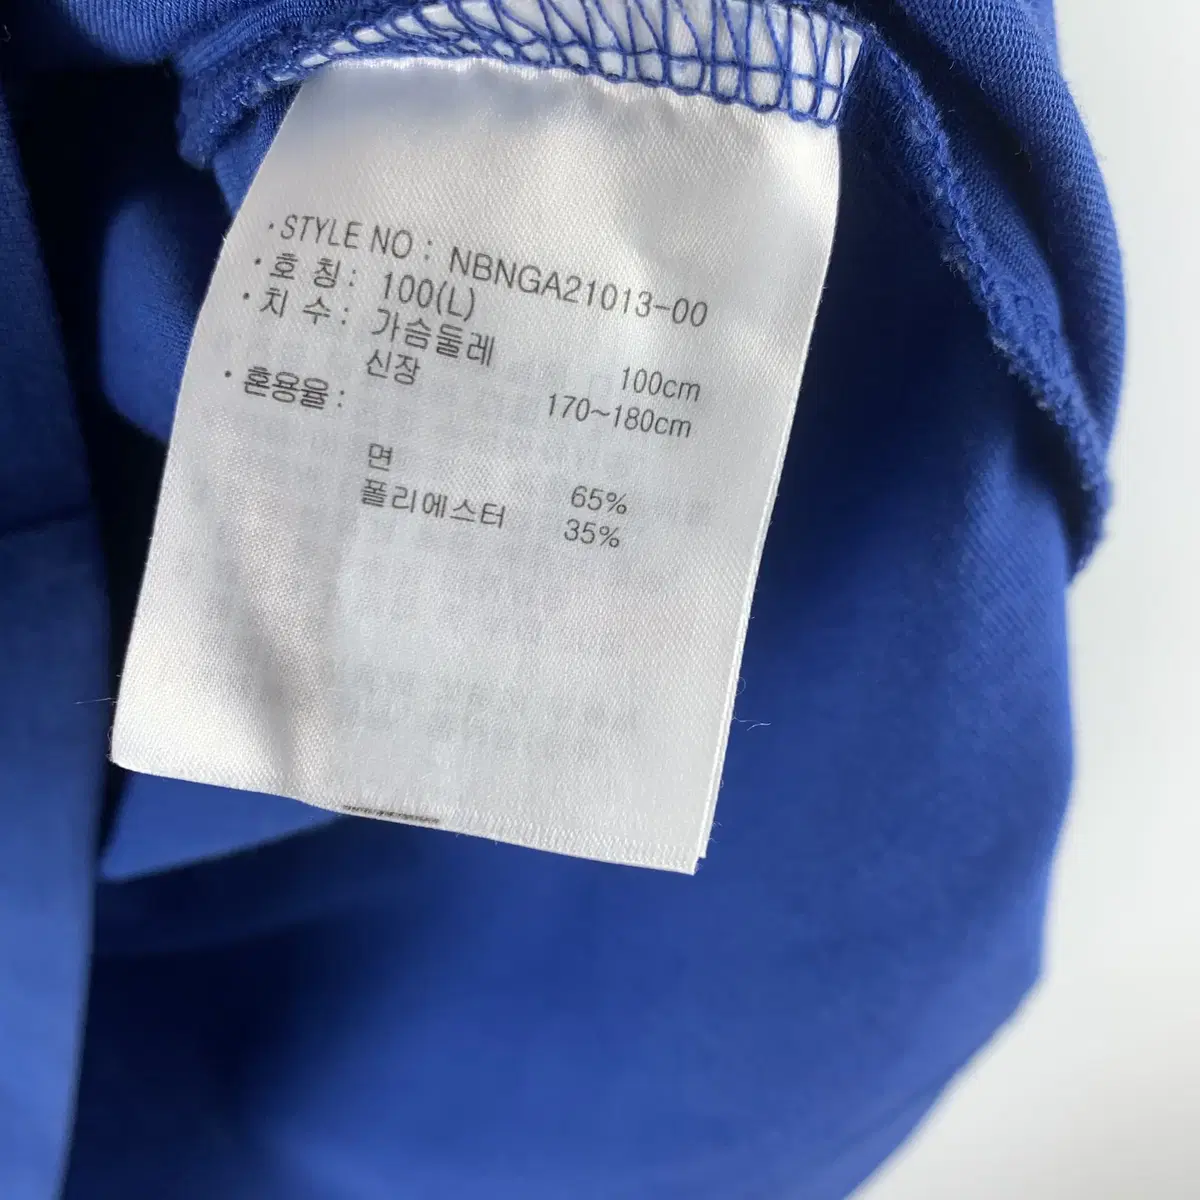 · STYLE NO : NBNGA21013-00
· 호 칭 : 100(L)
· 치 수 : 가슴둘레 100cm
신장 170~180cm
· 혼용율 :
면 65%
폴리에스터 35%